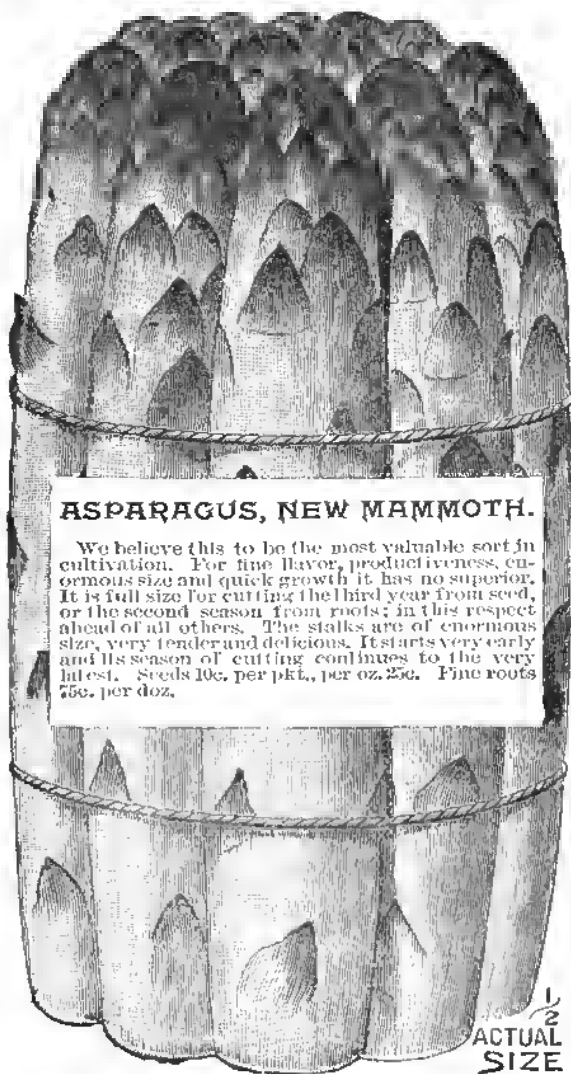 ASPARAGUS, NEW MAMMOTH.
We believe this to be the most valuable sort in
cultivation. For fine flavor, productiveness, en-
ormous size and quick growth it has no superior.
It is full size for cutting the third year from seed,
or the second season from roots; in this respect
ahead of all others. The stalks are of enormous
size, very tender and delicious. It starts very early
and its season of cutting continues to the very
latest. Seeds 10c. per pkt., per oz. 25c. Fine roots
75c. per doz.
1/2
ACTUAL
SIZE